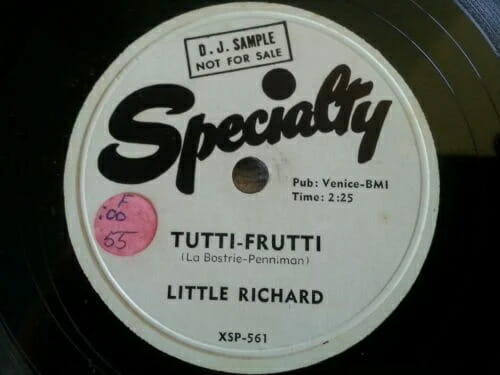 D.J. SAMPLE
NOT FOR SALE
Specialty
Pub: Venice-BMI
Time: 2:25
F
:00
55
TUTTI-FRUTTI
(La Bostrie-Penniman)
LITTLE RICHARD
XSP-561